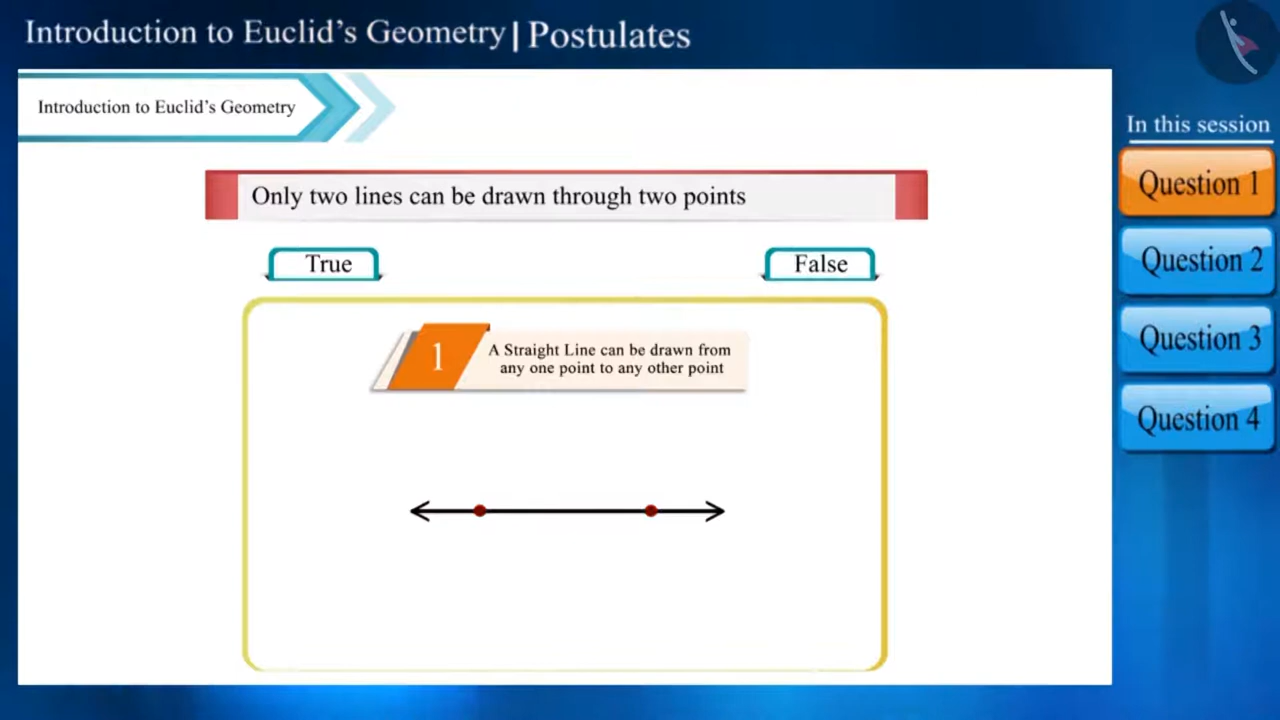 Introduction to Euclid's Geometry | Postulates
Introduction to Euclid's Geometry
In this session
Only two lines can be drawn through two points
True
False
1
A Straight Line can be drawn from
any one point to any other point
Question 1
Question 2
Question 3
Question 4